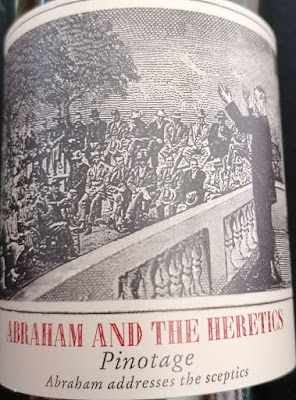 ABRAHAM AND THE HERETICS
Pinotage
Abraham addresses the sceptics